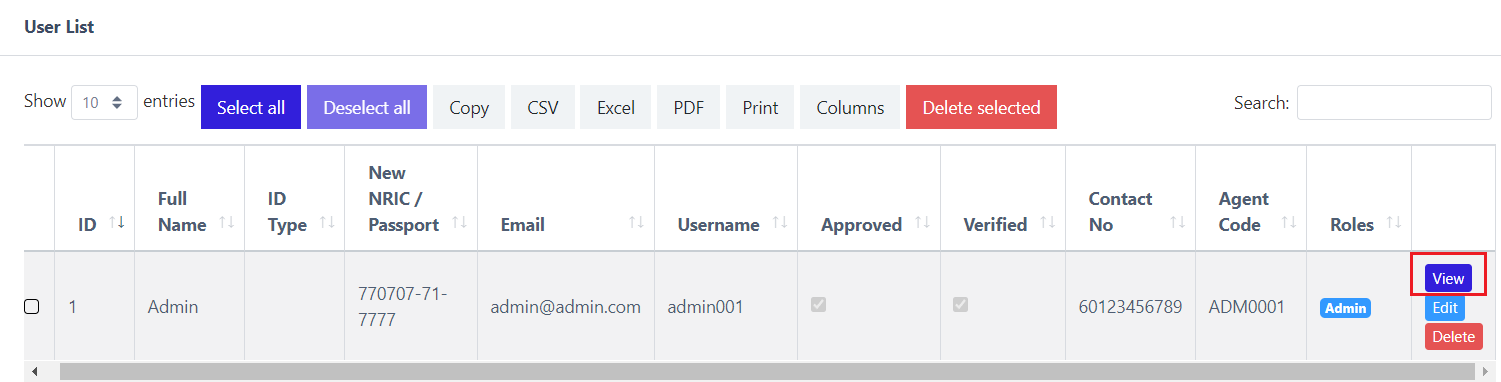 User List
Show 10 entries Select all Deselect all Copy CSV Excel PDF Print Columns Delete selected Search:
ID Full Name ID Type New NRIC / Passport Email Username Approved Verified Contact No Agent Code Roles
1 Admin 770707-71-7777 admin@admin.com admin001 60123456789 ADM0001 Admin View
Edit
Delete